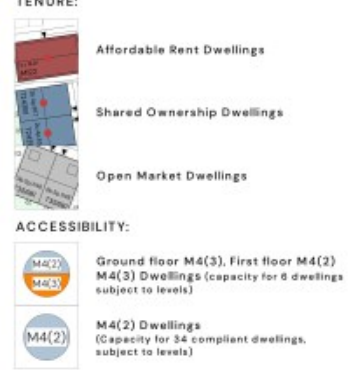 TENURE:
Affordable Rent Dwellings
Shared Ownership Dwellings
Open Market Dwellings
ACCESSIBILITY:
M4(2)
M4(3)
Ground floor M4(3), First floor M4(2)
M4(3) Dwellings (capacity for 6 dwellings
subject to levels)
M4(2)
M4(2) Dwellings
(Capacity for 34 compliant dwellings,
subject to levels)